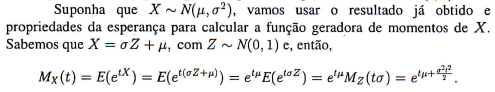 Suponha que X ∼ N(μ, σ²), vamos usar o resultado já obtido e
propriedades da esperança para calcular a função geradora de momentos de X.
Sabemos que X = σZ + μ, com Z ∼ N(0, 1) e, então,
M_X(t) = E(e^{tX}) = E(e^{t(σZ+μ)}) = e^{tμ}E(e^{tσZ}) = e^{tμ}M_Z(tσ) = e^{tμ + σ²t²/2}.